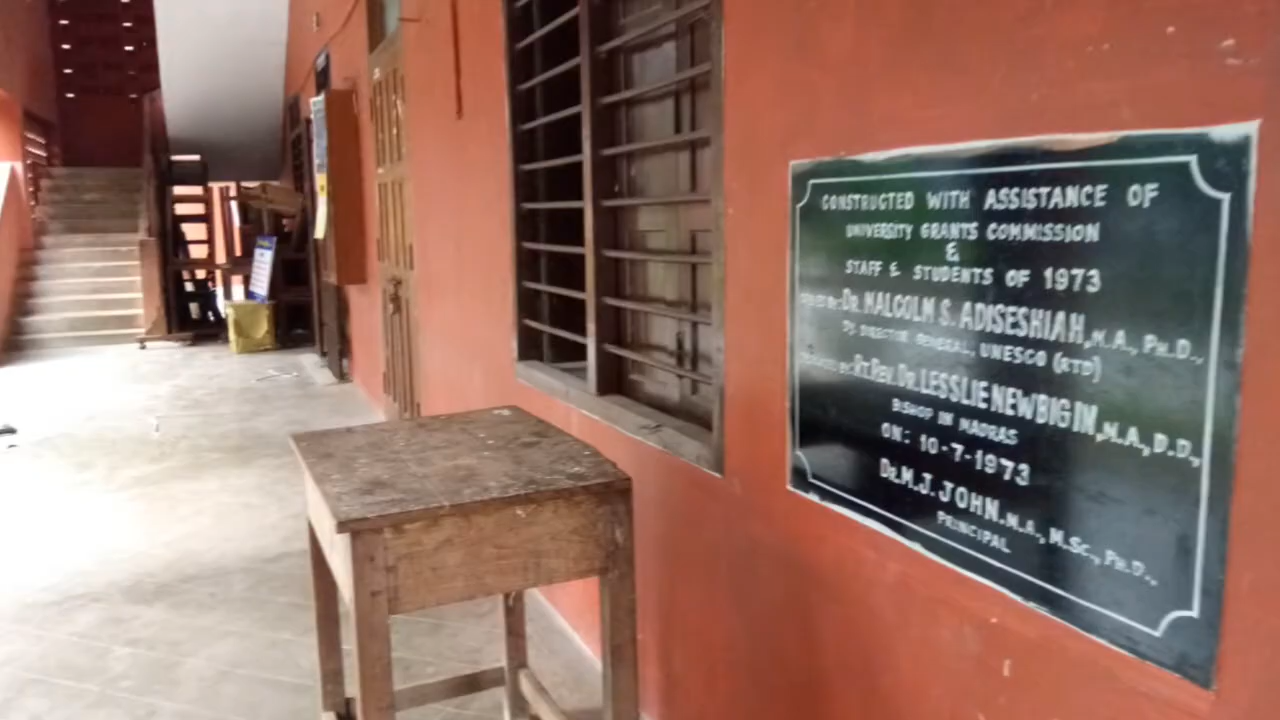 CONSTRUCTED WITH ASSISTANCE OF
UNIVERSITY GRANTS COMMISSION
&
STAFF & STUDENTS OF 1973
DR. MALCOLM S. ADISESHIAH, M.A., PH.D.,
DY. DIRECTOR GENERAL, UNESCO (RTD)
RT. REV. DR. LESSLIE NEWBIGIN, M.A., D.D.,
BISHOP IN MADRAS
ON: 10-7-1973
DR. M. J. JOHN. M.A., M.Sc., PH.D.,
PRINCIPAL